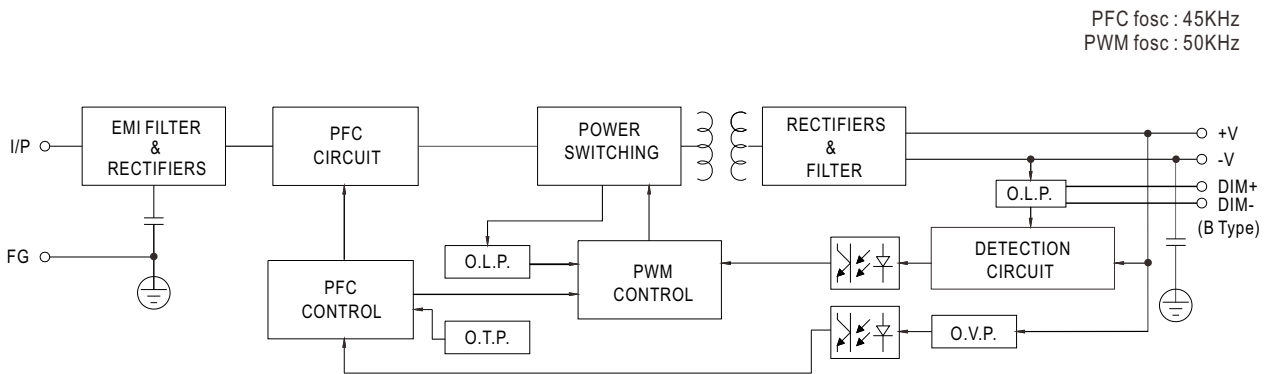 PFC fosc : 45KHz
PWM fosc : 50KHz
I/P
EMI FILTER
&
RECTIFIERS
PFC
CIRCUIT
POWER
SWITCHING
RECTIFIERS
&
FILTER
+V
-V
O.L.P.
DIM+
DIM-
(B Type)
FG
PFC
CONTROL
O.L.P.
O.T.P.
PWM
CONTROL
DETECTION
CIRCUIT
O.V.P.